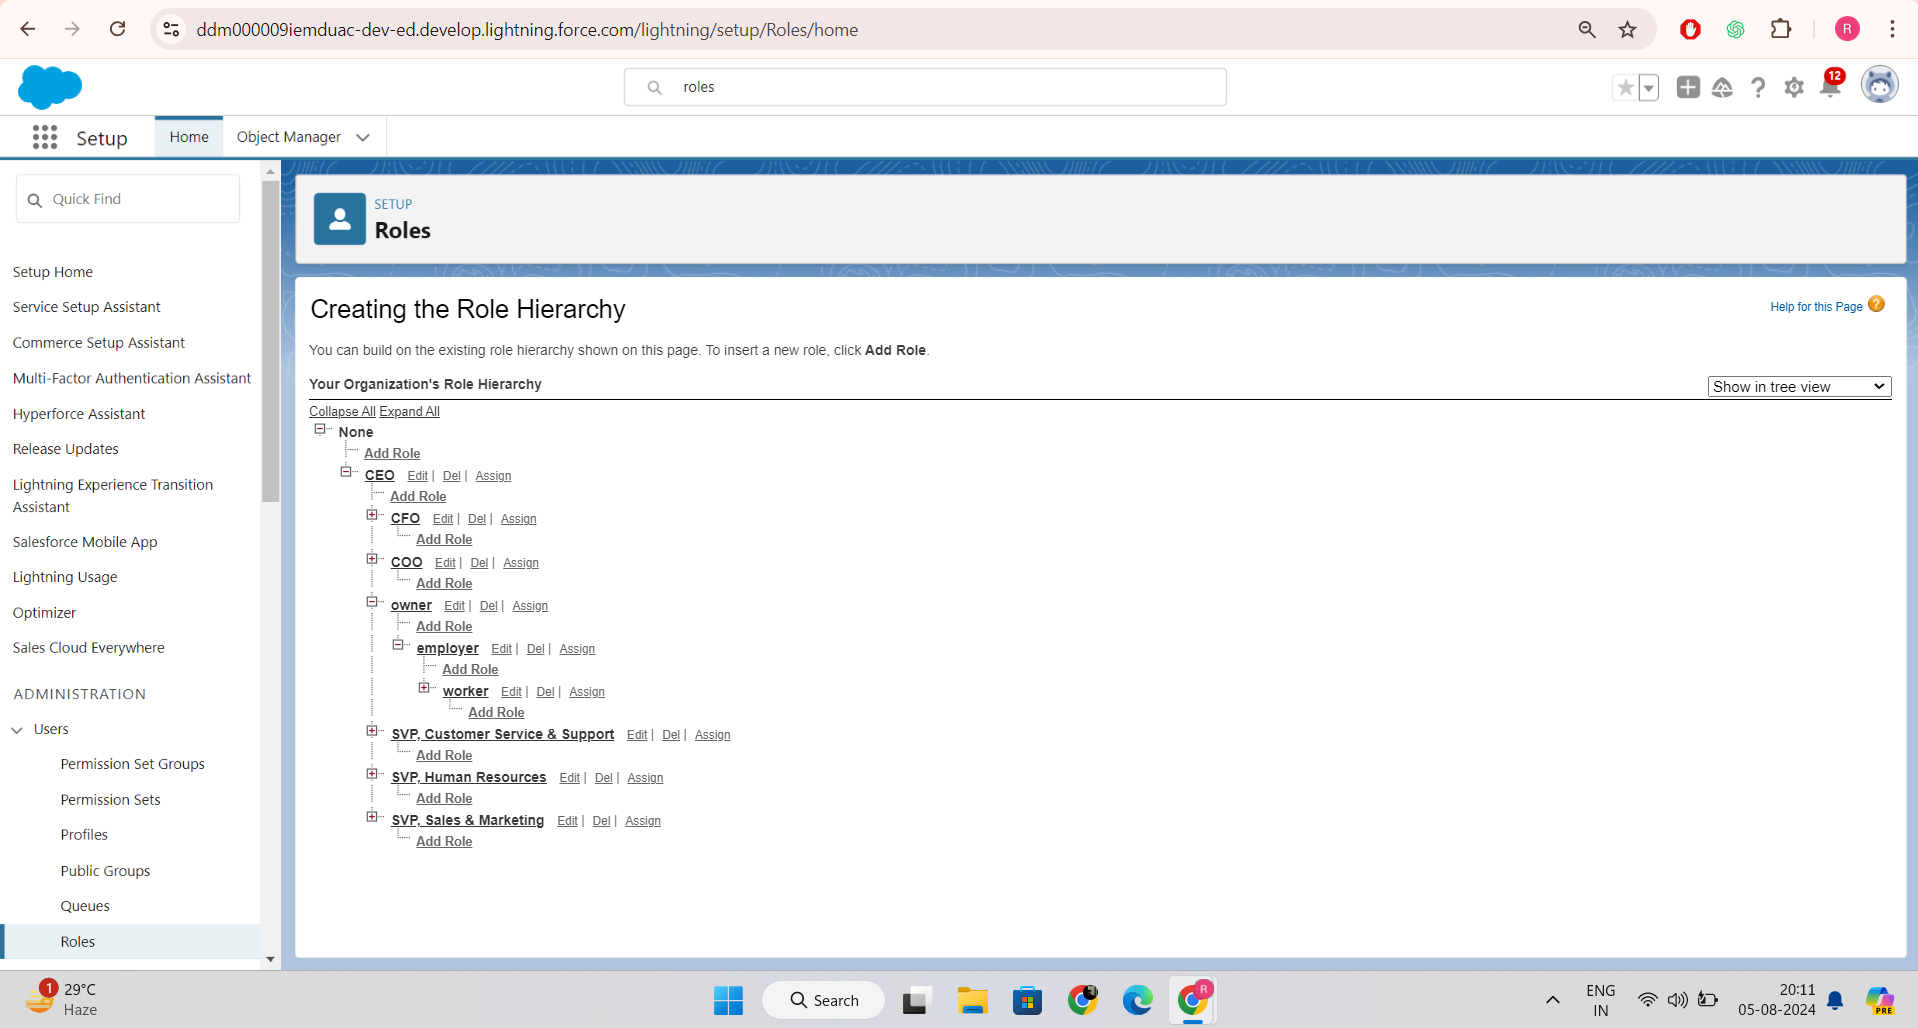 ddm000009iemduac-dev-ed.develop.lightning.force.com/lightning/setup/Roles/home
R
roles
12
Setup
Home
Object Manager
Quick Find
Setup Home
Service Setup Assistant
Commerce Setup Assistant
Multi-Factor Authentication Assistant
Hyperforce Assistant
Release Updates
Lightning Experience Transition
Assistant
Salesforce Mobile App
Lightning Usage
Optimizer
Sales Cloud Everywhere
ADMINISTRATION
Users
Permission Set Groups
Permission Sets
Profiles
Public Groups
Queues
Roles
SETUP
Roles
Creating the Role Hierarchy
Help for this Page ?
You can build on the existing role hierarchy shown on this page. To insert a new role, click Add Role.
Your Organization's Role Hierarchy
Show in tree view
Collapse All Expand All
None
Add Role
CEO Edit | Del | Assign
Add Role
CFO Edit | Del | Assign
Add Role
COO Edit | Del | Assign
Add Role
owner Edit | Del | Assign
Add Role
employer Edit | Del | Assign
Add Role
worker Edit | Del | Assign
Add Role
SVP, Customer Service & Support Edit | Del | Assign
Add Role
SVP, Human Resources Edit | Del | Assign
Add Role
SVP, Sales & Marketing Edit | Del | Assign
Add Role
1
29°C
Haze
Search
R
ENG
IN
20:11
05-08-2024
PRE